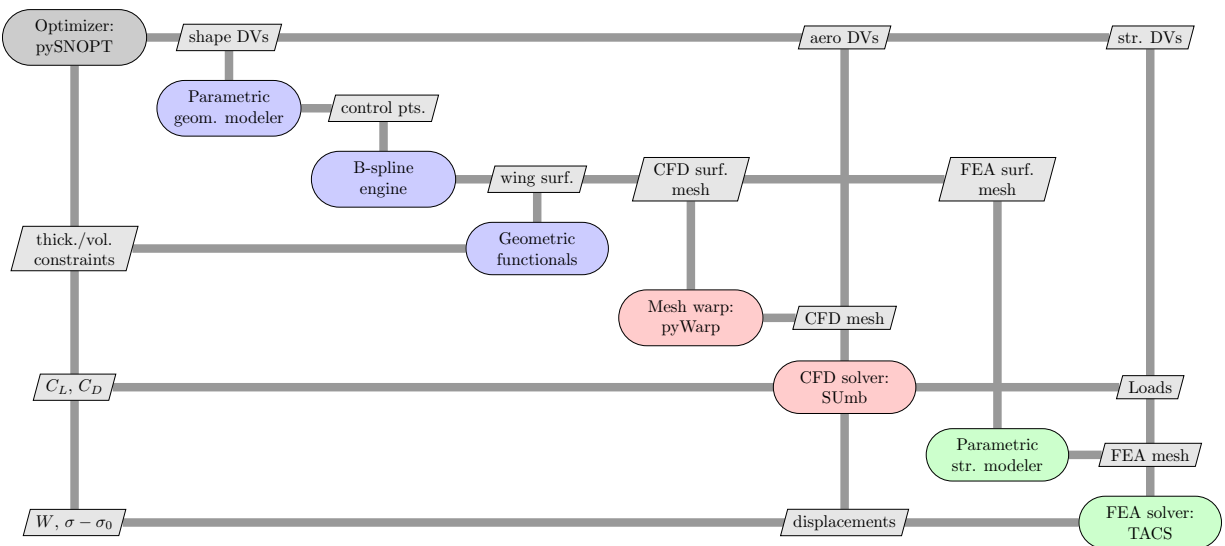 Optimizer:
pySNOPT
shape DVs
aero DVs
str. DVs
Parametric
geom. modeler
control pts.
B-spline
engine
wing surf.
CFD surf.
mesh
FEA surf.
mesh
thick./vol.
constraints
Geometric
functionals
Mesh warp:
pyWarp
CFD mesh
C_L, C_D
CFD solver:
SUmb
Loads
Parametric
str. modeler
FEA mesh
W, σ − σ₀
displacements
FEA solver:
TACS